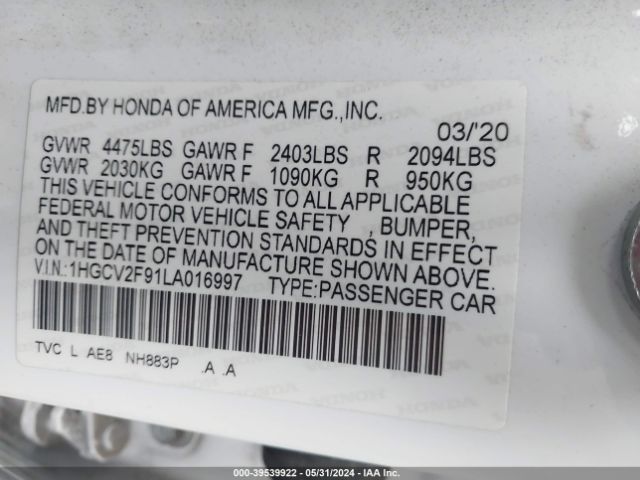 MFD.BY HONDA OF AMERICA MFG.,INC.
03/'20
GVWR 4475LBS GAWR F 2403LBS R 2094LBS
GVWR 2030KG GAWR F 1090KG R 950KG
THIS VEHICLE CONFORMS TO ALL APPLICABLE
FEDERAL MOTOR VEHICLE SAFETY , BUMPER,
AND THEFT PREVENTION STANDARDS IN EFFECT
ON THE DATE OF MANUFACTURE SHOWN ABOVE.
V.I.N.:1HGCV2F91LA016997 TYPE:PASSENGER CAR
TVC L AE8 NH883P .A .A
000-39539922 - 05/31/2024 - IAA Inc.